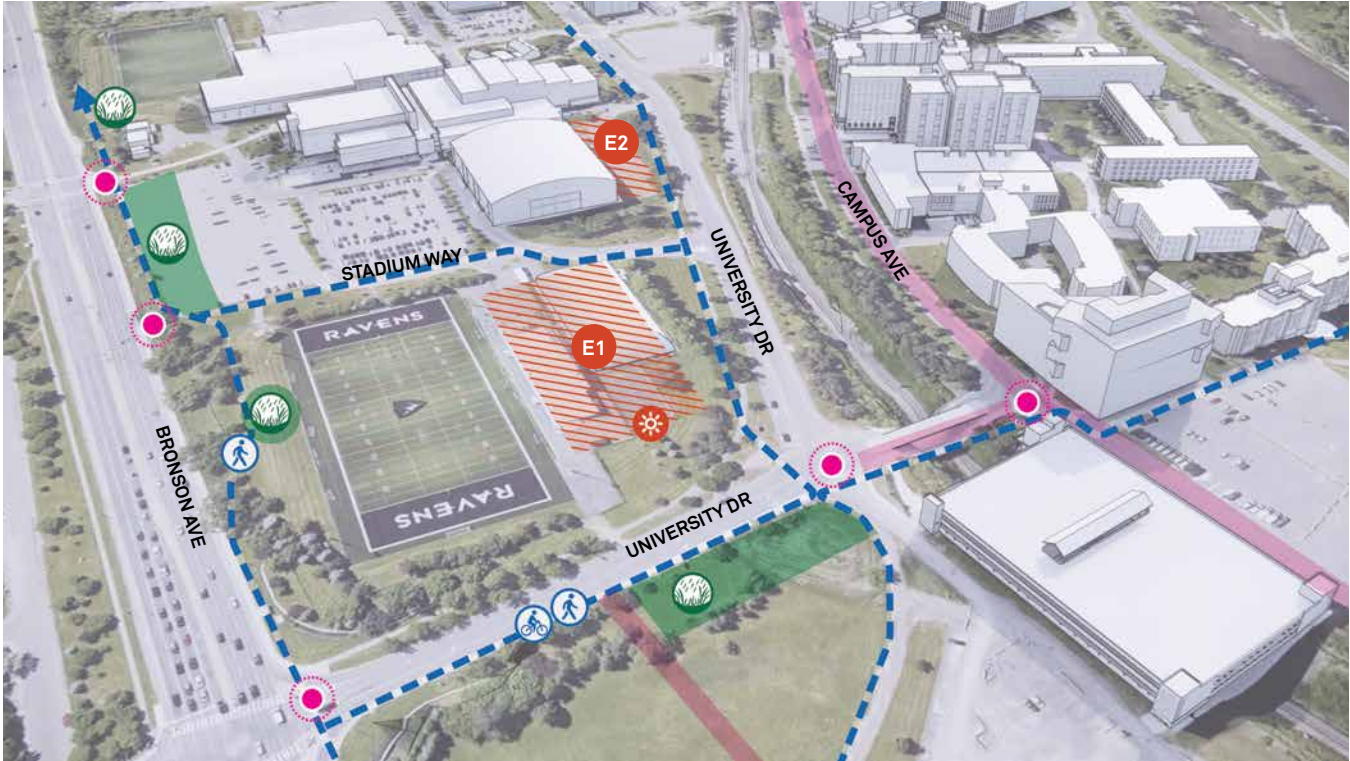 E2
CAMPUS AVE
UNIVERSITY DR
STADIUM WAY
RAVENS
E1
BRONSON AVE
RAVENS
UNIVERSITY DR